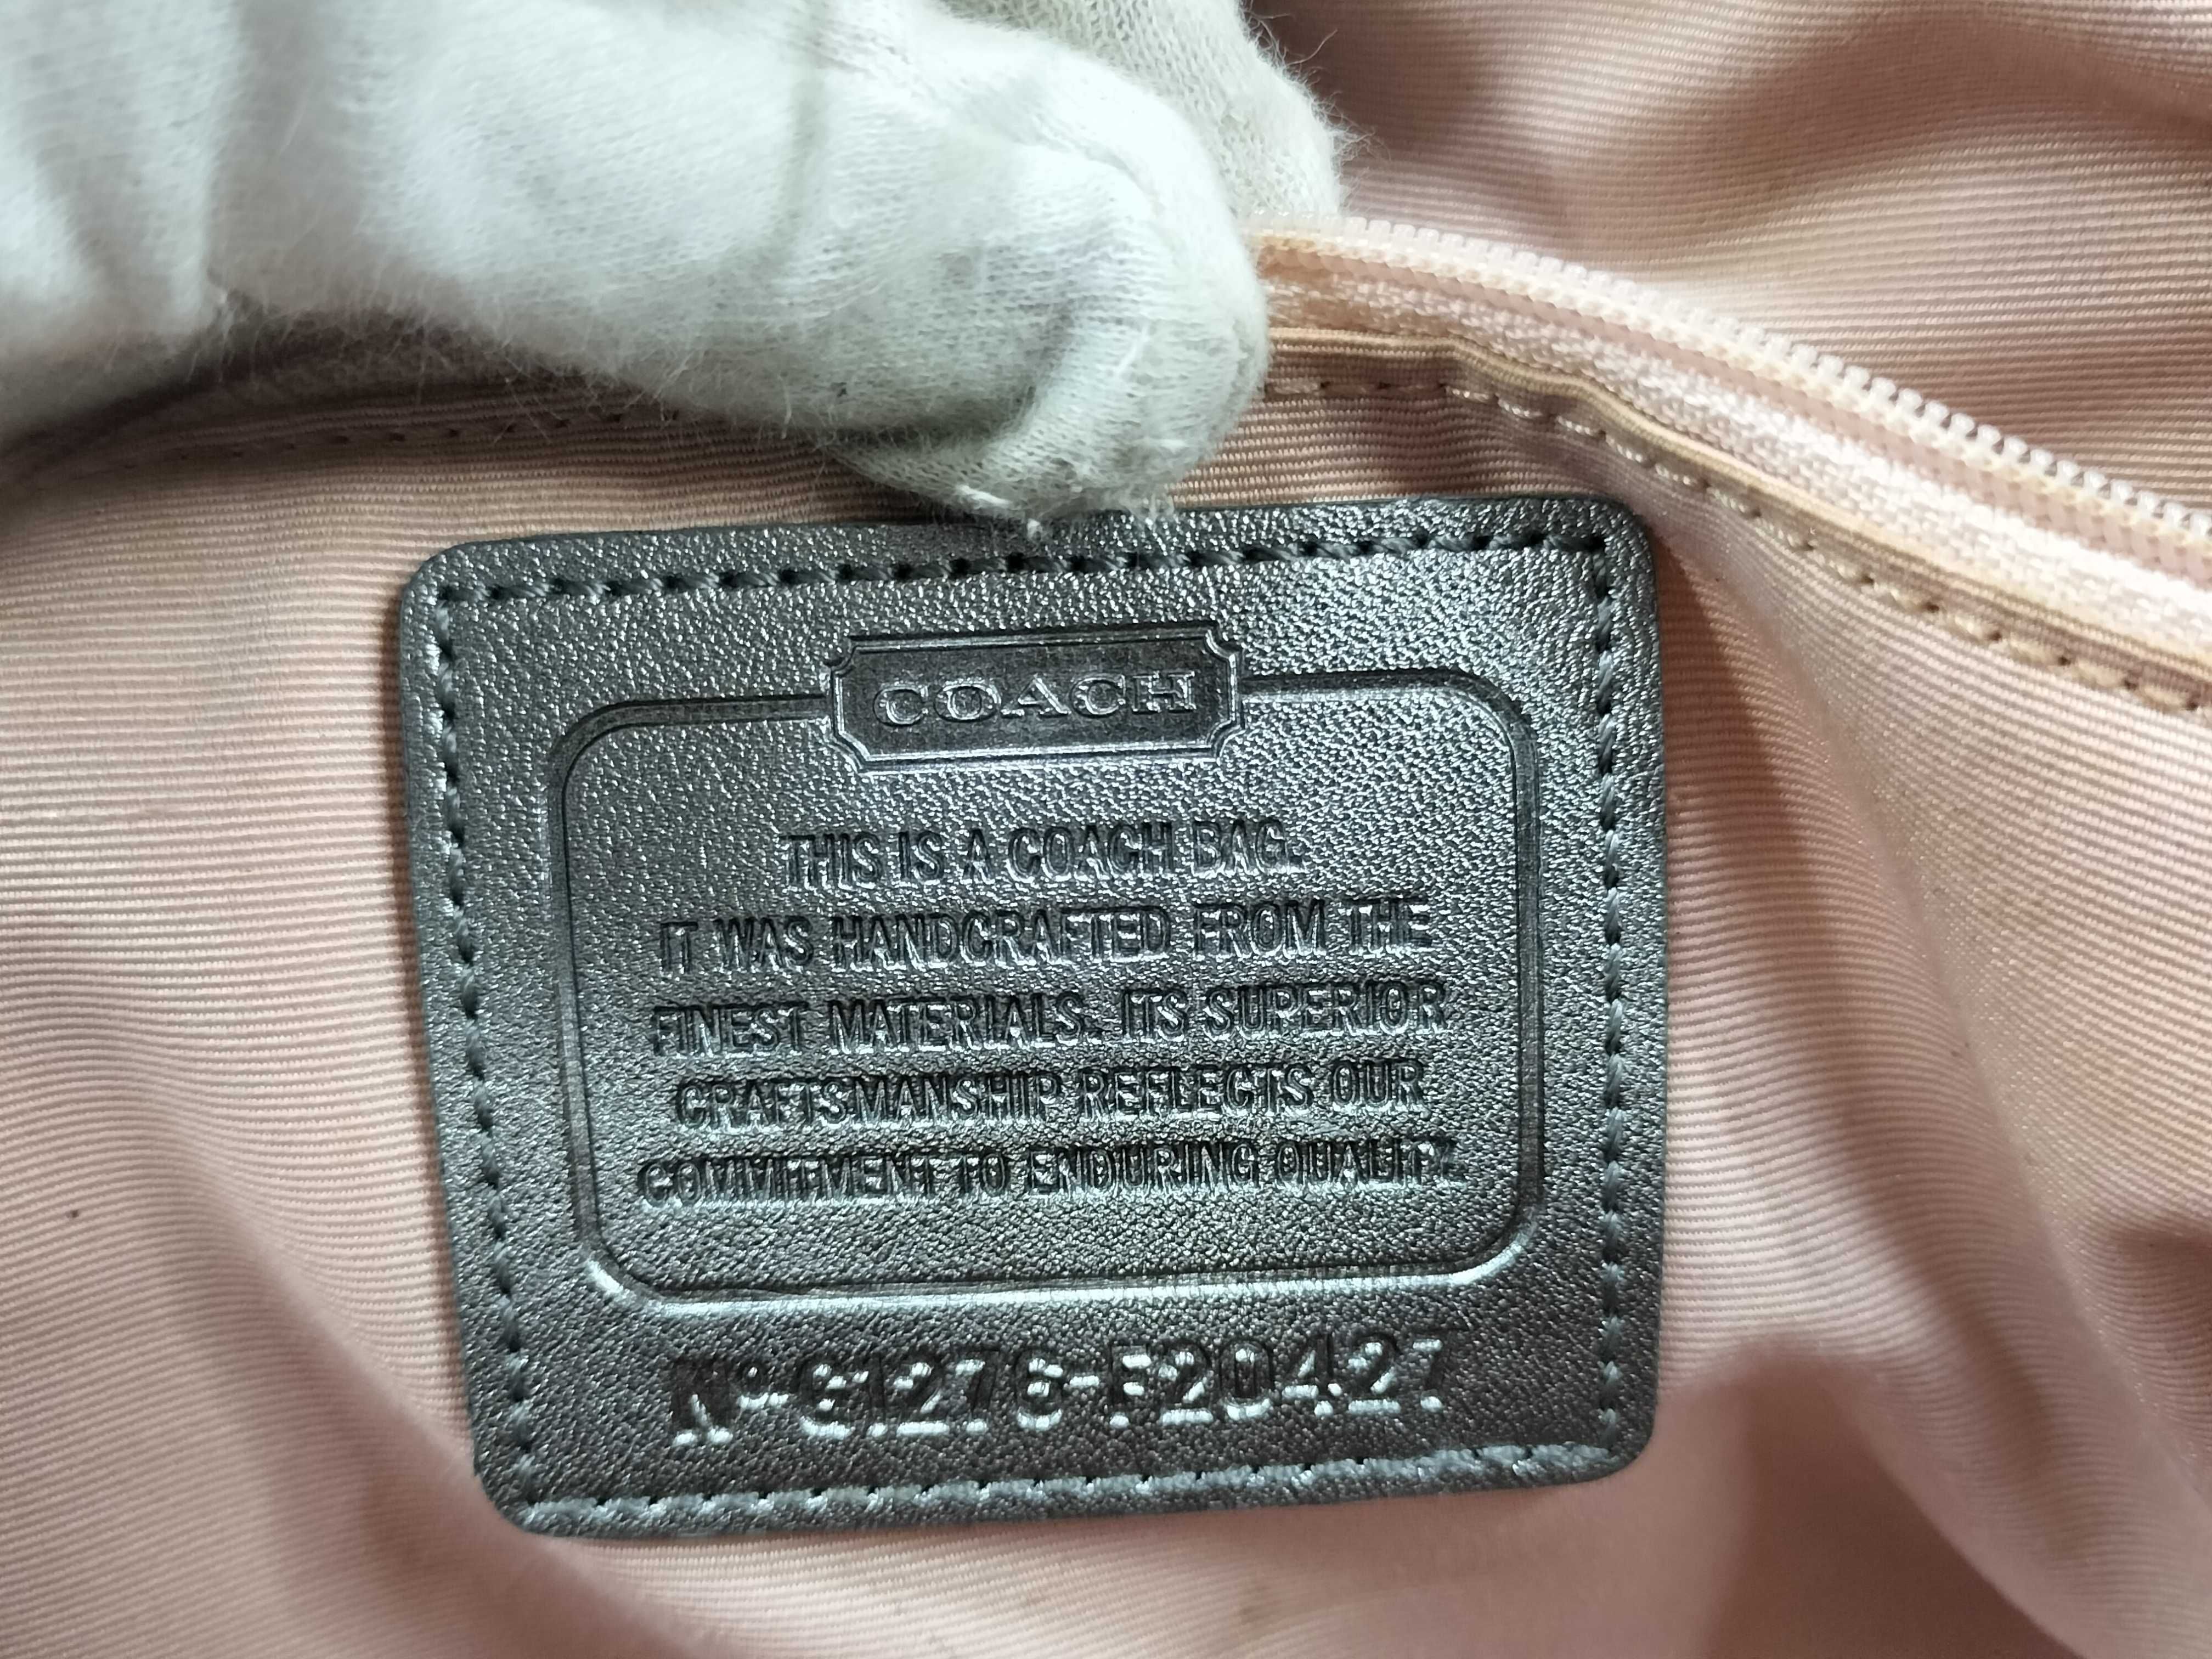 COACH
THIS IS A COACH BAG.
IT WAS HANDCRAFTED FROM THE
FINEST MATERIALS. ITS SUPERIOR
CRAFTSMANSHIP REFLECTS OUR
COMMITMENT TO ENDURING QUALITY.
Nº G1276-F20427